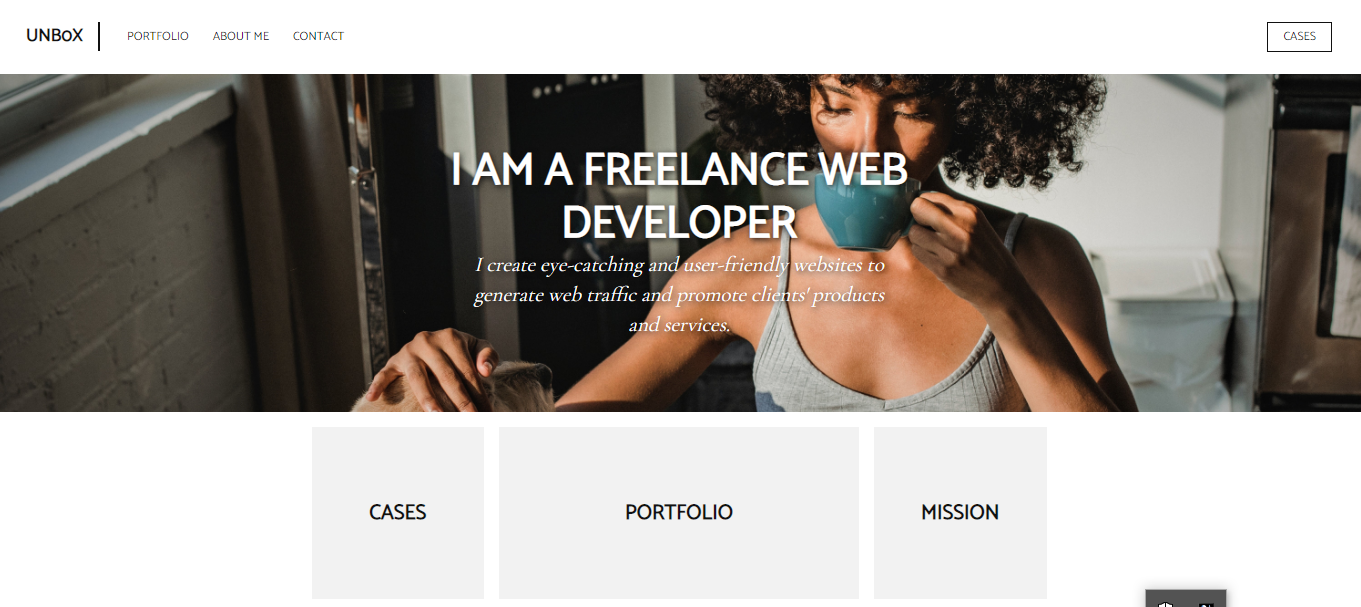 UNBoX
PORTFOLIO
ABOUT ME
CONTACT
CASES
I AM A FREELANCE WEB
DEVELOPER
I create eye-catching and user-friendly websites to
generate web traffic and promote clients' products
and services.
CASES
PORTFOLIO
MISSION